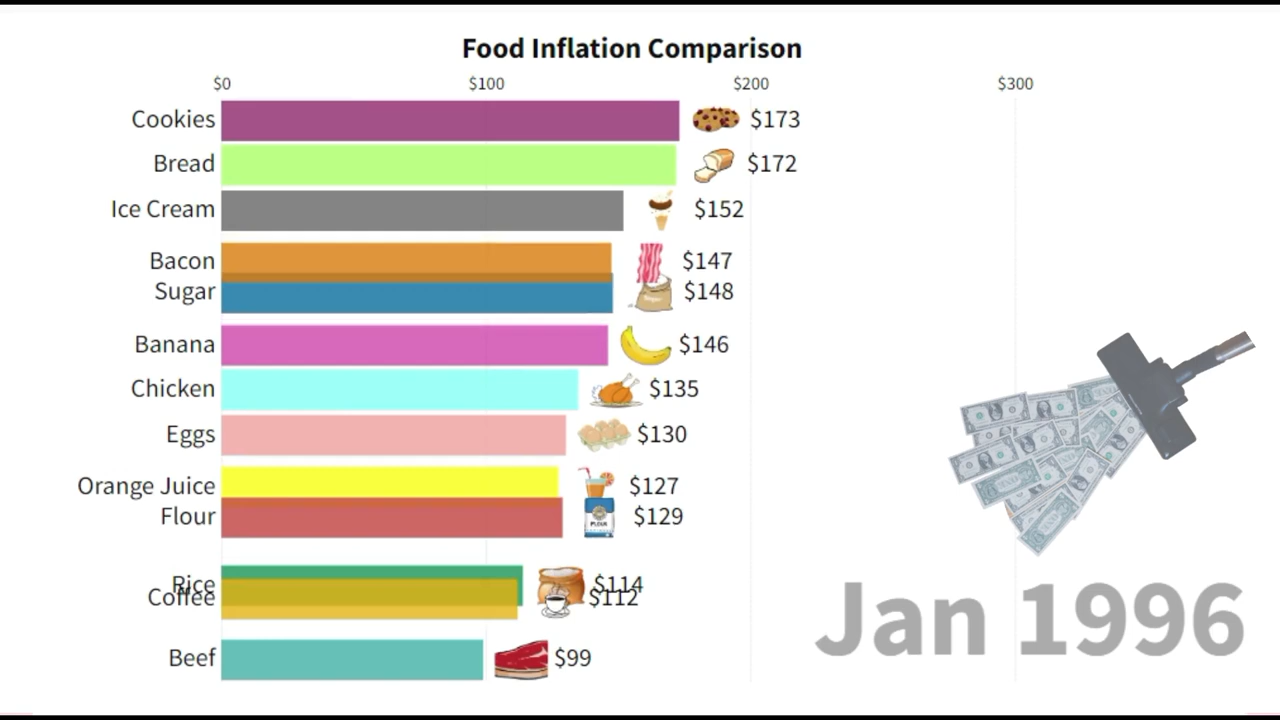 Food Inflation Comparison
$0 $100 $200 $300
Cookies $173
Bread $172
Ice Cream $152
Bacon $147
Sugar $148
Banana $146
Chicken $135
Eggs $130
Orange Juice $127
FLOUR
Flour $129
Rice $114
Coffee $112
Jan 1996
Beef $99